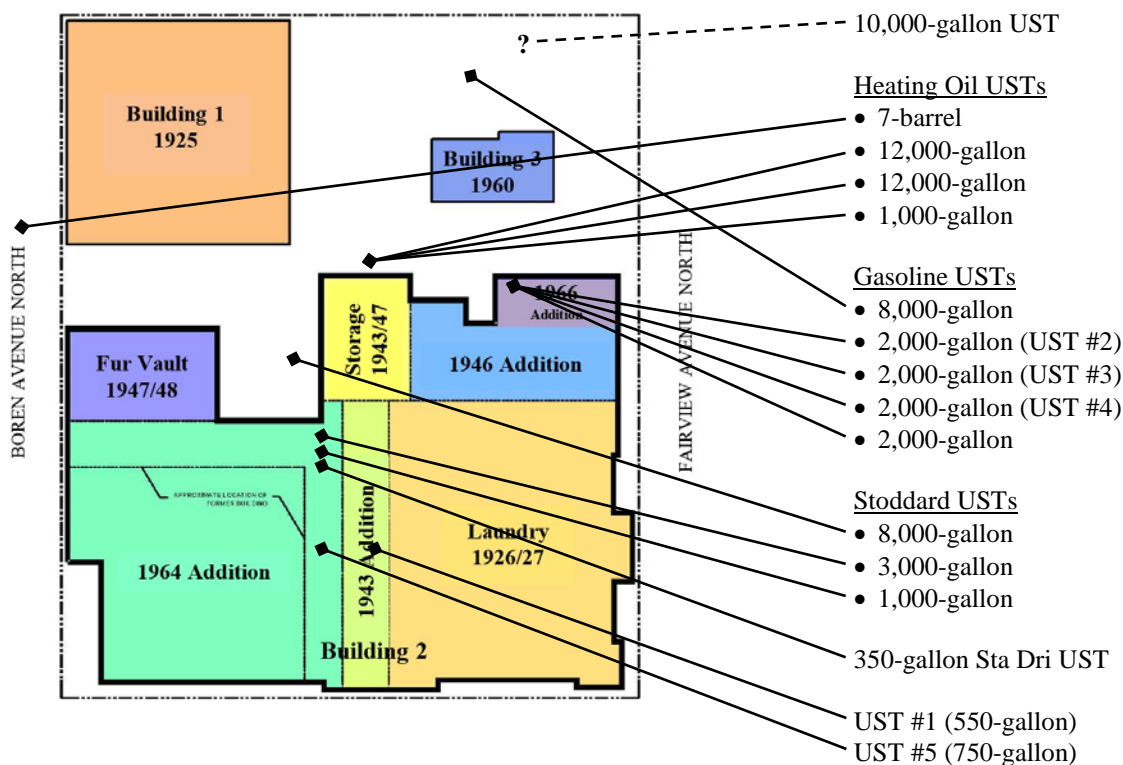 10,000-gallon UST
?
Heating Oil USTs
• 7-barrel
• 12,000-gallon
• 12,000-gallon
• 1,000-gallon
Gasoline USTs
• 8,000-gallon
• 2,000-gallon (UST #2)
• 2,000-gallon (UST #3)
• 2,000-gallon (UST #4)
• 2,000-gallon
Stoddard USTs
• 8,000-gallon
• 3,000-gallon
• 1,000-gallon
350-gallon Sta Dri UST
UST #1 (550-gallon)
UST #5 (750-gallon)
Building 1
1925
Building 3
1960
BOREN AVENUE NORTH
FAIRVIEW AVENUE NORTH
Fur Vault
1947/48
Storage
1943/47
1966
Addition
1946 Addition
APPROXIMATE LOCATION OF
FORMER BUILDING
1964 Addition
1943 Addition
Laundry
1926/27
Building 2